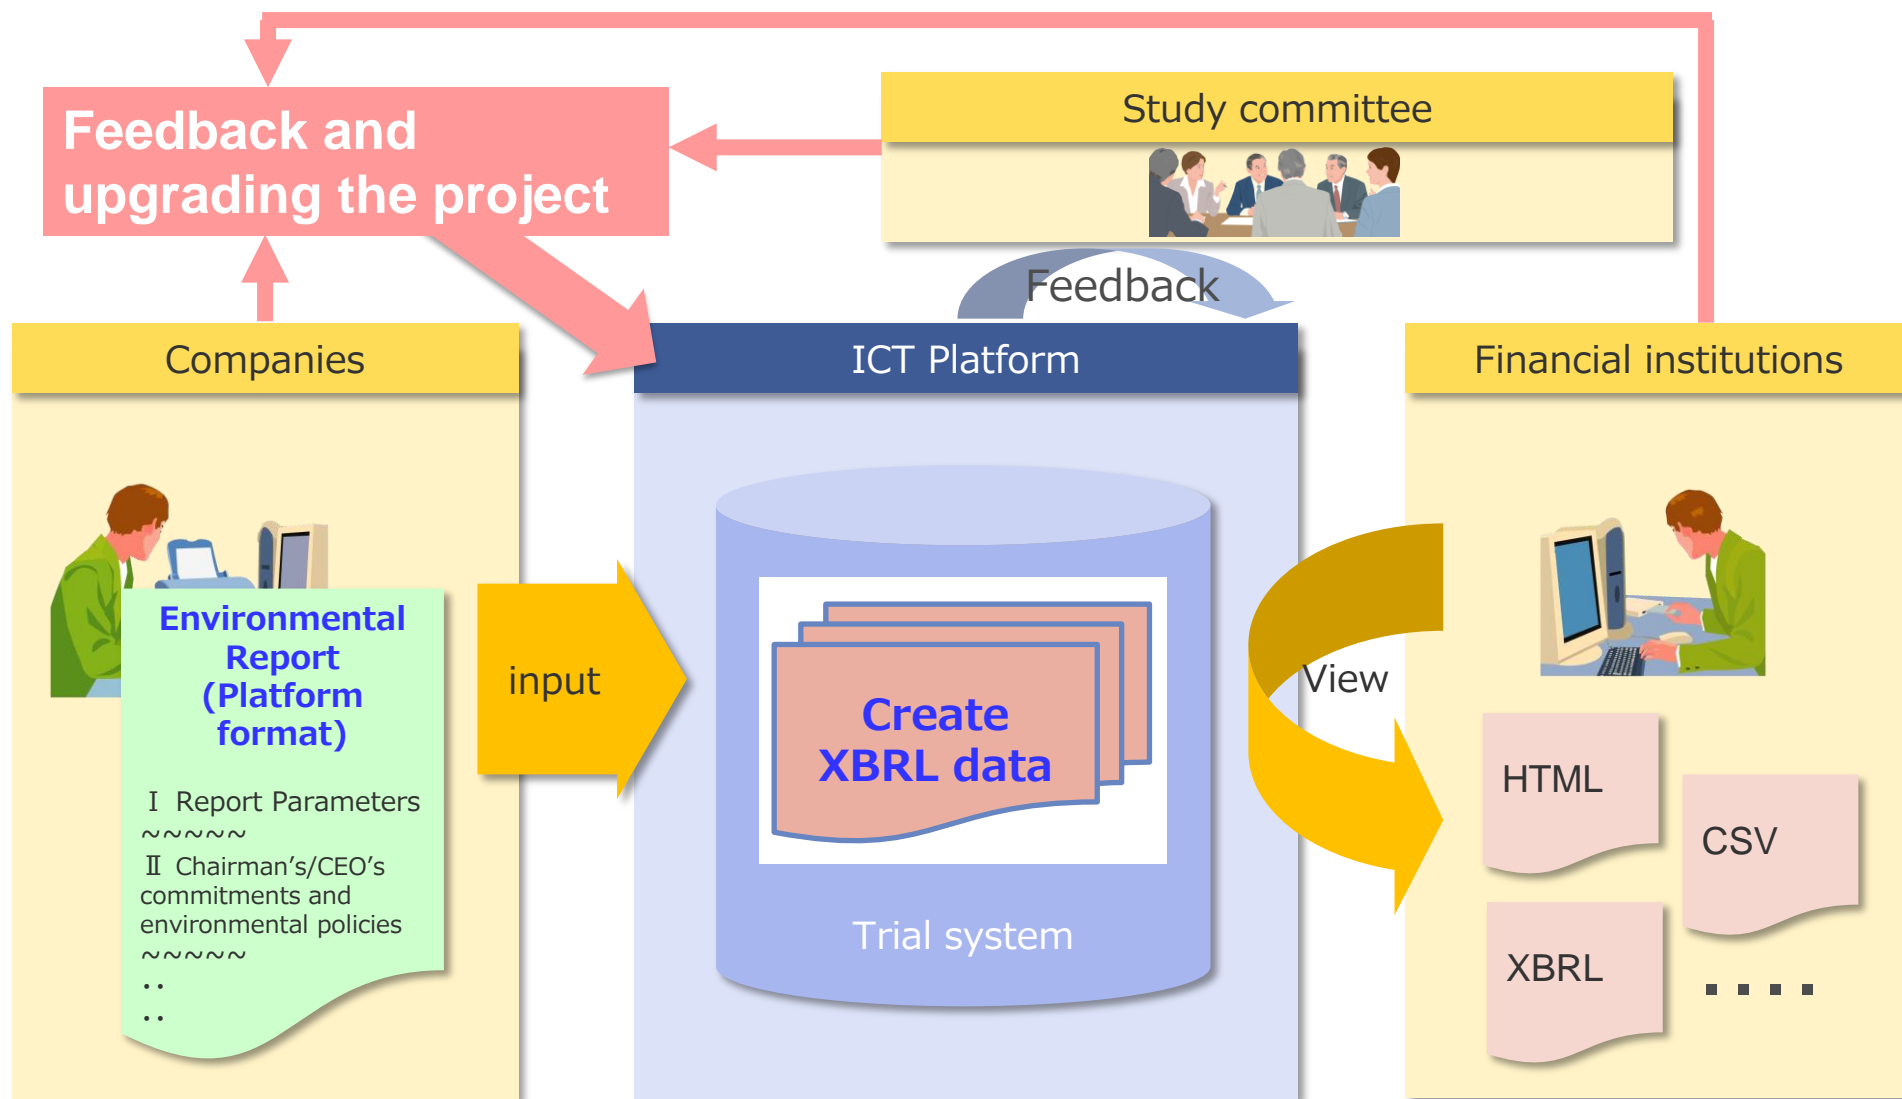 Feedback and
upgrading the project
Study committee
Feedback
Companies
Environmental
Report
(Platform
format)
Ⅰ Report Parameters
~~~~~
Ⅱ Chairman’s/CEO’s
commitments and
environmental policies
~~~~~
‥
‥
input
ICT Platform
Create
XBRL data
Trial system
View
Financial institutions
HTML
CSV
XBRL
....